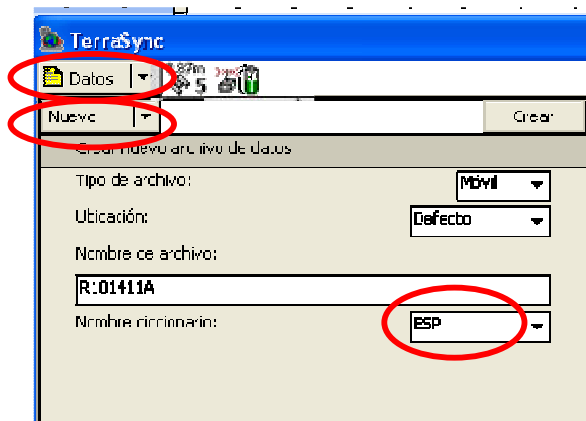 TerraSync
Datos
5
Nuevo
Crear
Crear nuevo archivo de datos
Tipo de archivo:
Móvil
Ubicación:
Defecto
Nombre de archivo:
R101411A
Nombre diccionario:
ESP